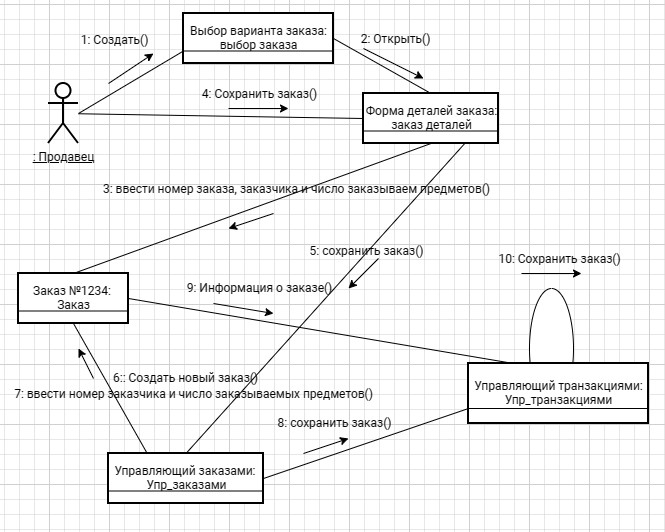 Выбор варианта заказа:
выбор заказа
1: Создать()
2: Открыть()
4: Сохранить заказ()
Форма деталей заказа:
заказ деталей
: Продавец
3: ввести номер заказа, заказчика и число заказываем предметов()
5: сохранить заказ()
10: Сохранить заказ()
Заказ №1234:
Заказ
9: Информация о заказе()
6:: Создать новый заказ()
7: ввести номер заказчика и число заказываемых предметов()
Управляющий транзакциями:
Упр_транзакциями
8: сохранить заказ()
Управляющий заказами:
Упр_заказами